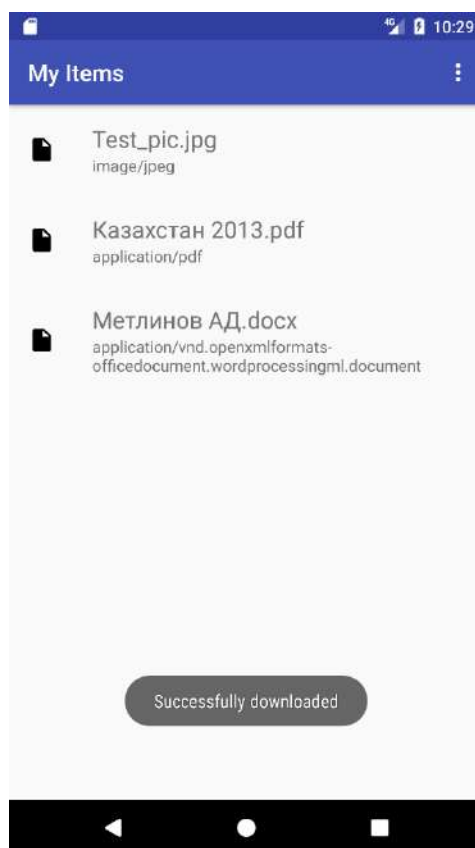 4G 10:29
My Items
Test_pic.jpg
image/jpeg
Казахстан 2013.pdf
application/pdf
Метлинов АД.docx
application/vnd.openxmlformats-
officedocument.wordprocessingml.document
Successfully downloaded